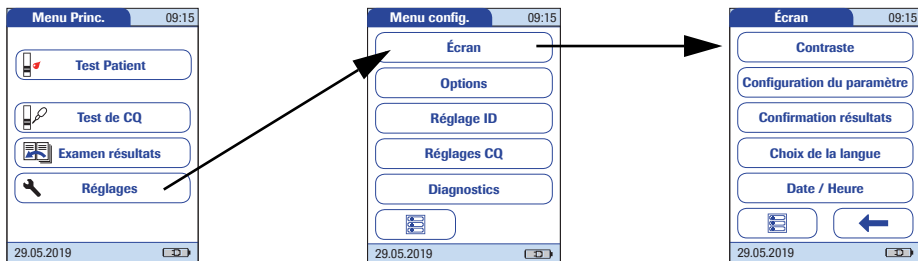 Menu Princ. 09:15
Test Patient
Test de CQ
Examen résultats
Réglages
29.05.2019
Menu config. 09:15
Écran
Options
Réglage ID
Réglages CQ
Diagnostics
29.05.2019
Écran 09:15
Contraste
Configuration du paramètre
Confirmation résultats
Choix de la langue
Date / Heure
29.05.2019